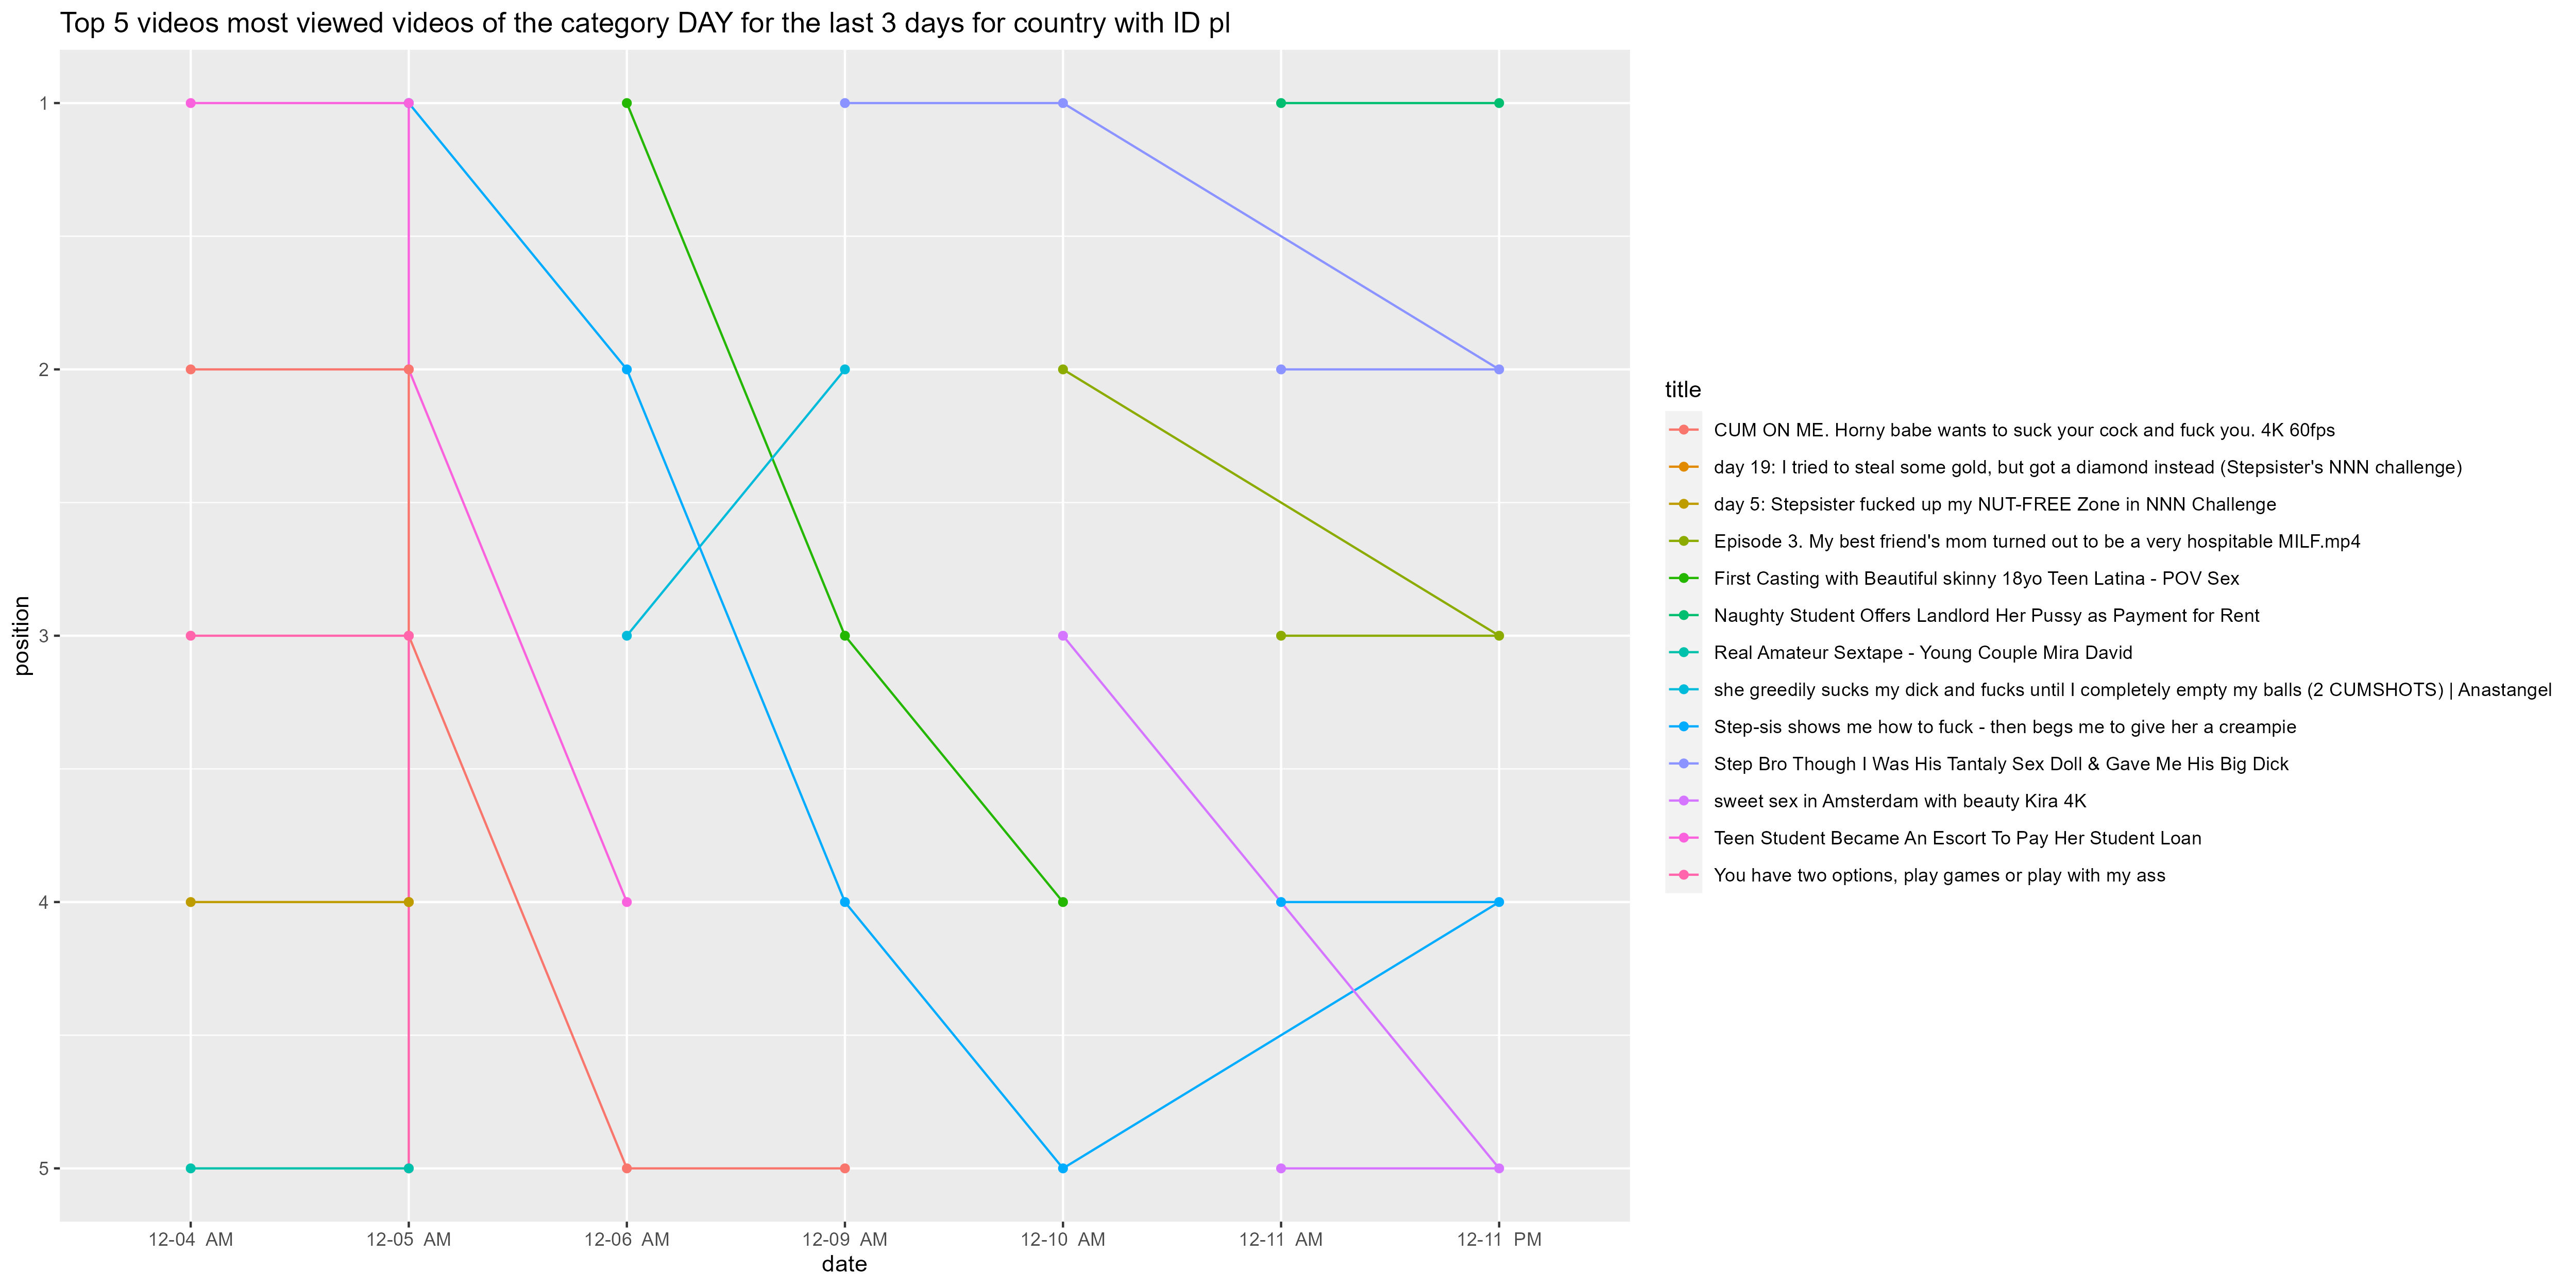 Top 5 videos most viewed videos of the category DAY for the last 3 days for country with ID pl
position
1
2
3
4
5
12-04 AM
12-05 AM
12-06 AM
12-09 AM
12-10 AM
12-11 AM
12-11 PM
date
title
CUM ON ME. Horny babe wants to suck your cock and fuck you. 4K 60fps
day 19: I tried to steal some gold, but got a diamond instead (Stepsister's NNN challenge)
day 5: Stepsister fucked up my NUT-FREE Zone in NNN Challenge
Episode 3. My best friend's mom turned out to be a very hospitable MILF.mp4
First Casting with Beautiful skinny 18yo Teen Latina - POV Sex
Naughty Student Offers Landlord Her Pussy as Payment for Rent
Real Amateur Sextape - Young Couple Mira David
she greedily sucks my dick and fucks until I completely empty my balls (2 CUMSHOTS) | Anastangel
Step-sis shows me how to fuck - then begs me to give her a creampie
Step Bro Though I Was His Tantaly Sex Doll & Gave Me His Big Dick
sweet sex in Amsterdam with beauty Kira 4K
Teen Student Became An Escort To Pay Her Student Loan
You have two options, play games or play with my ass